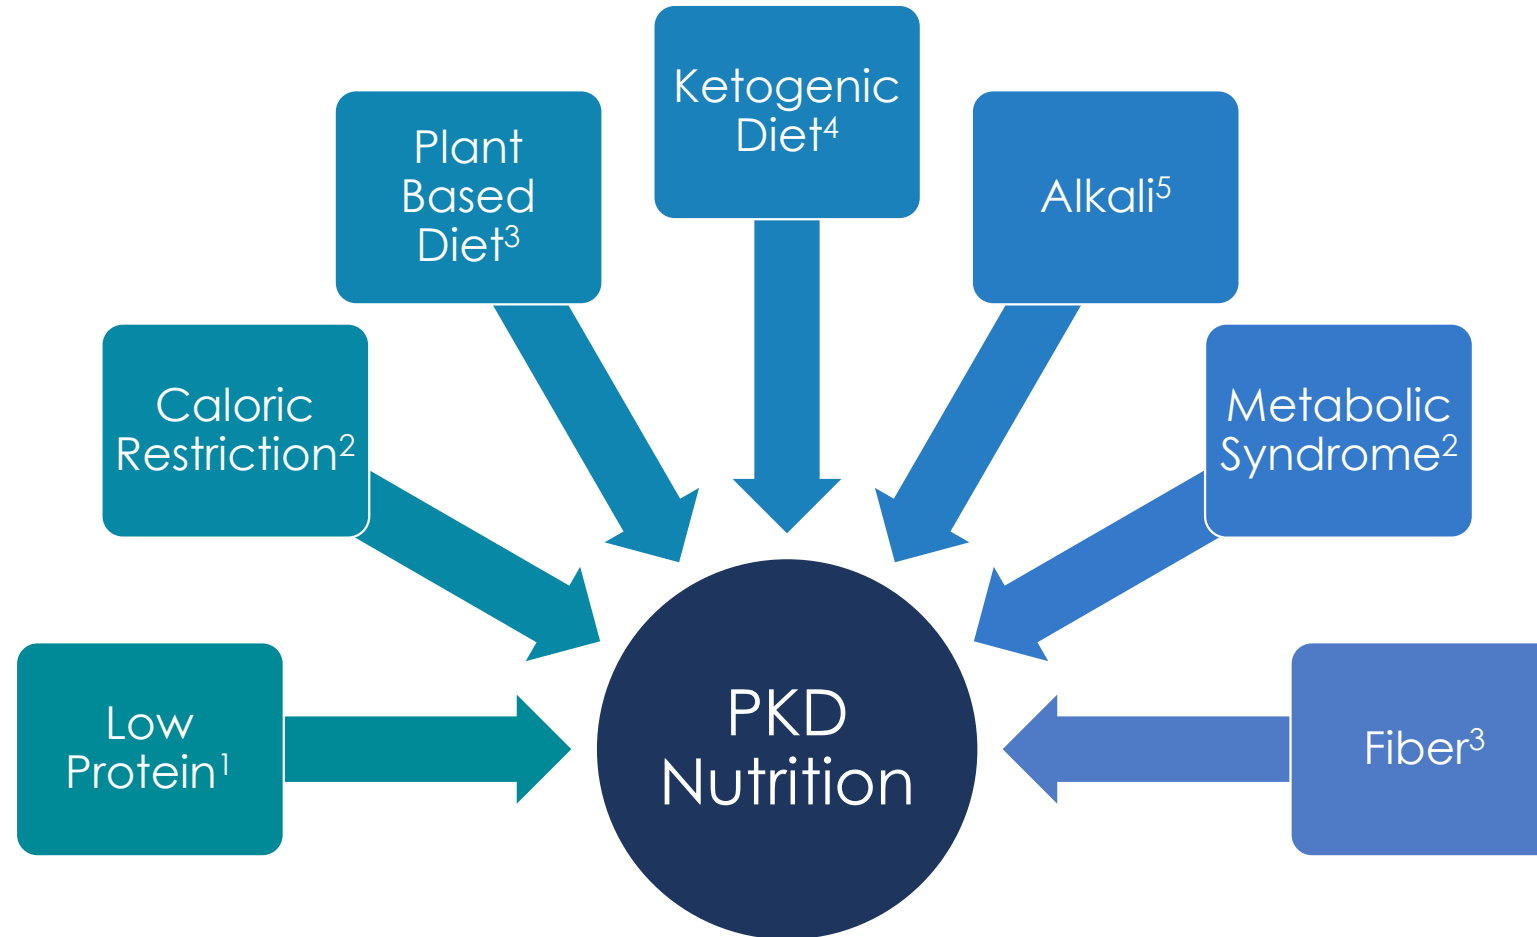 Ketogenic
Diet⁴
Plant
Based
Diet³
Alkali⁵
Caloric
Restriction²
Metabolic
Syndrome²
Low
Protein¹
PKD
Nutrition
Fiber³